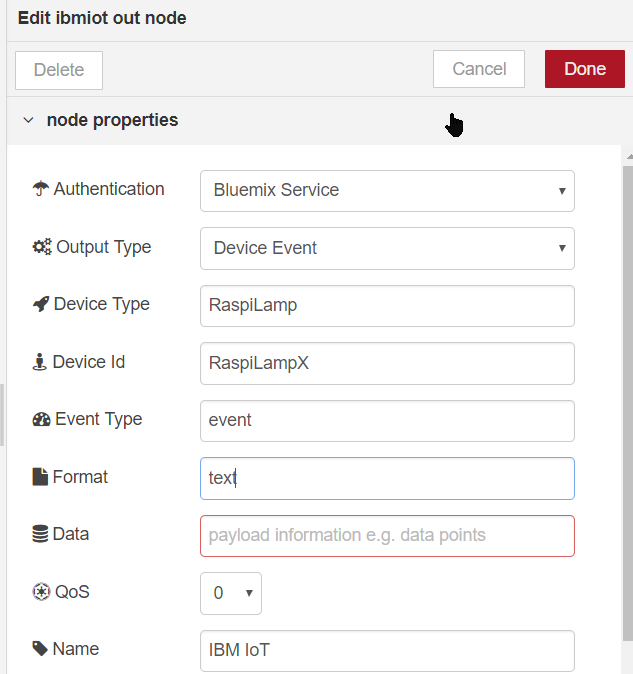 Edit ibmiot out node
Delete
Cancel
Done
node properties
Authentication
Bluemix Service
Output Type
Device Event
Device Type
RaspiLamp
Device Id
RaspiLampX
Event Type
event
Format
text
Data
payload information e.g. data points
QoS
0
Name
IBM IoT